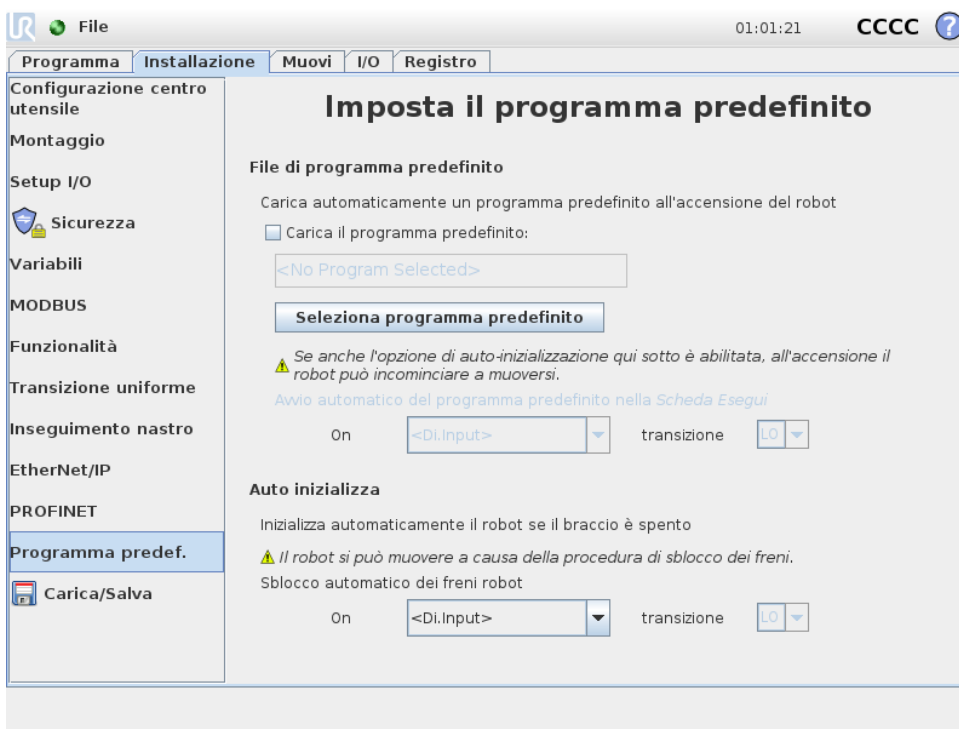 UR File 01:01:21 CCCC ?
Programma Installazione Muovi I/O Registro
Configurazione centro
utensile
Montaggio
Setup I/O
Sicurezza
Variabili
MODBUS
Funzionalità
Transizione uniforme
Inseguimento nastro
EtherNet/IP
PROFINET
Programma predef.
Carica/Salva
Imposta il programma predefinito
File di programma predefinito
Carica automaticamente un programma predefinito all'accensione del robot
Carica il programma predefinito:
<No Program Selected>
Seleziona programma predefinito
Se anche l'opzione di auto-inizializzazione qui sotto è abilitata, all'accensione il
robot può incominciare a muoversi.
Avvio automatico del programma predefinito nella Scheda Esegui
On <Di.Input> transizione LO
Auto inizializza
Inizializza automaticamente il robot se il braccio è spento
Il robot si può muovere a causa della procedura di sblocco dei freni.
Sblocco automatico dei freni robot
On <Di.Input> transizione LO